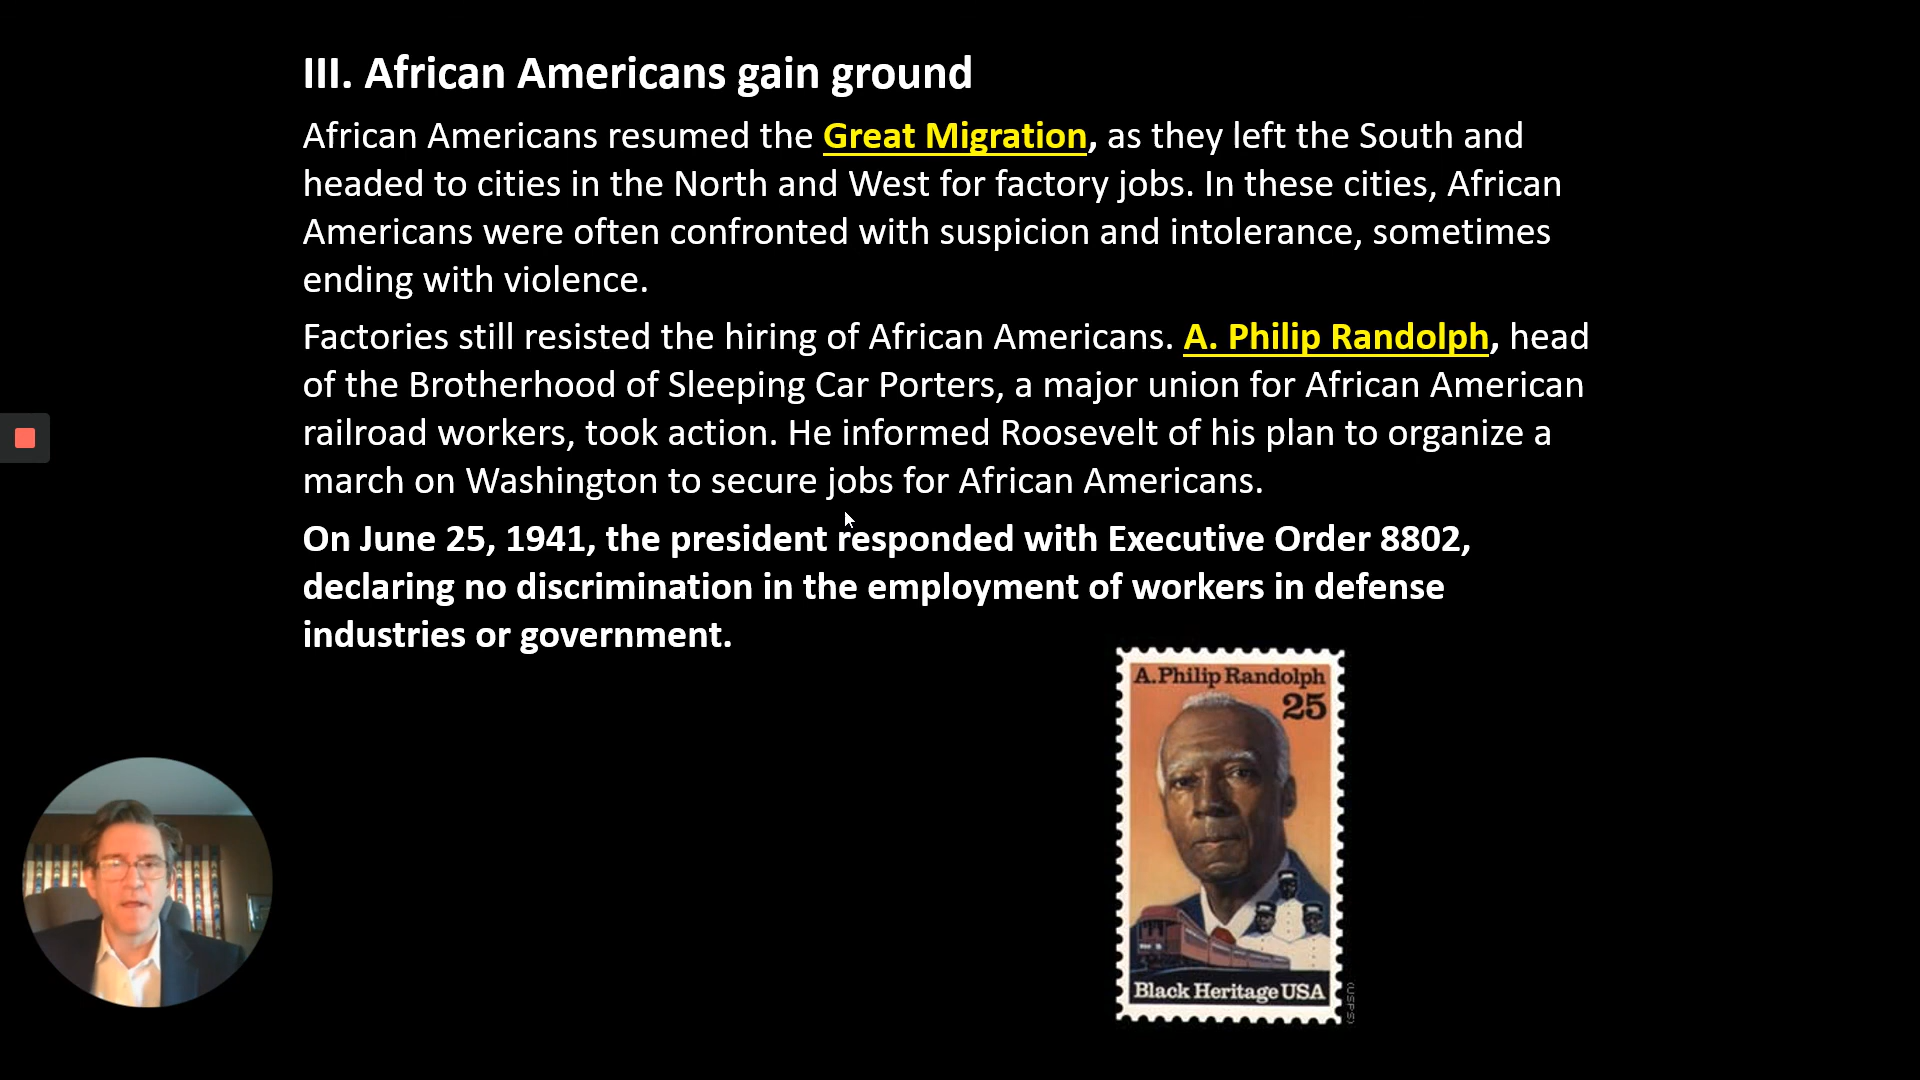 III. African Americans gain ground
African Americans resumed the Great Migration, as they left the South and
headed to cities in the North and West for factory jobs. In these cities, African
Americans were often confronted with suspicion and intolerance, sometimes
ending with violence.
Factories still resisted the hiring of African Americans. A. Philip Randolph, head
of the Brotherhood of Sleeping Car Porters, a major union for African American
railroad workers, took action. He informed Roosevelt of his plan to organize a
march on Washington to secure jobs for African Americans.
On June 25, 1941, the president responded with Executive Order 8802,
declaring no discrimination in the employment of workers in defense
industries or government.
A. Philip Randolph
25
Black Heritage USA
(USPS)